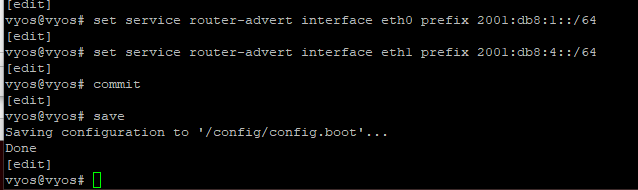 [edit]
vyos@vyos# set service router-advert interface eth0 prefix 2001:db8:1::/64
[edit]
vyos@vyos# set service router-advert interface eth1 prefix 2001:db8:4::/64
[edit]
vyos@vyos# commit
[edit]
vyos@vyos# save
Saving configuration to '/config/config.boot'...
Done
[edit]
vyos@vyos#